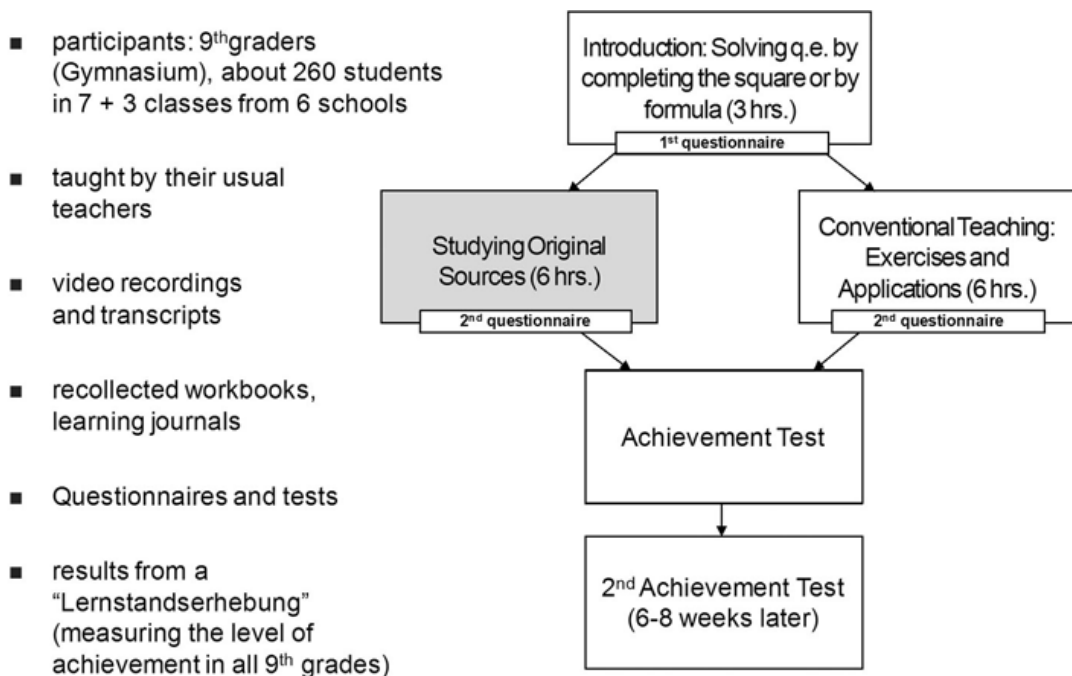 ▪ participants: 9thgraders
(Gymnasium), about 260 students
in 7 + 3 classes from 6 schools
▪ taught by their usual
teachers
▪ video recordings
and transcripts
▪ recollected workbooks,
learning journals
▪ Questionnaires and tests
▪ results from a
“Lernstandserhebung”
(measuring the level of
achievement in all 9th grades)
Introduction: Solving q.e. by
completing the square or by
formula (3 hrs.)
1st questionnaire
Studying Original
Sources (6 hrs.)
2nd questionnaire
Conventional Teaching:
Exercises and
Applications (6 hrs.)
2nd questionnaire
Achievement Test
2nd Achievement Test
(6-8 weeks later)